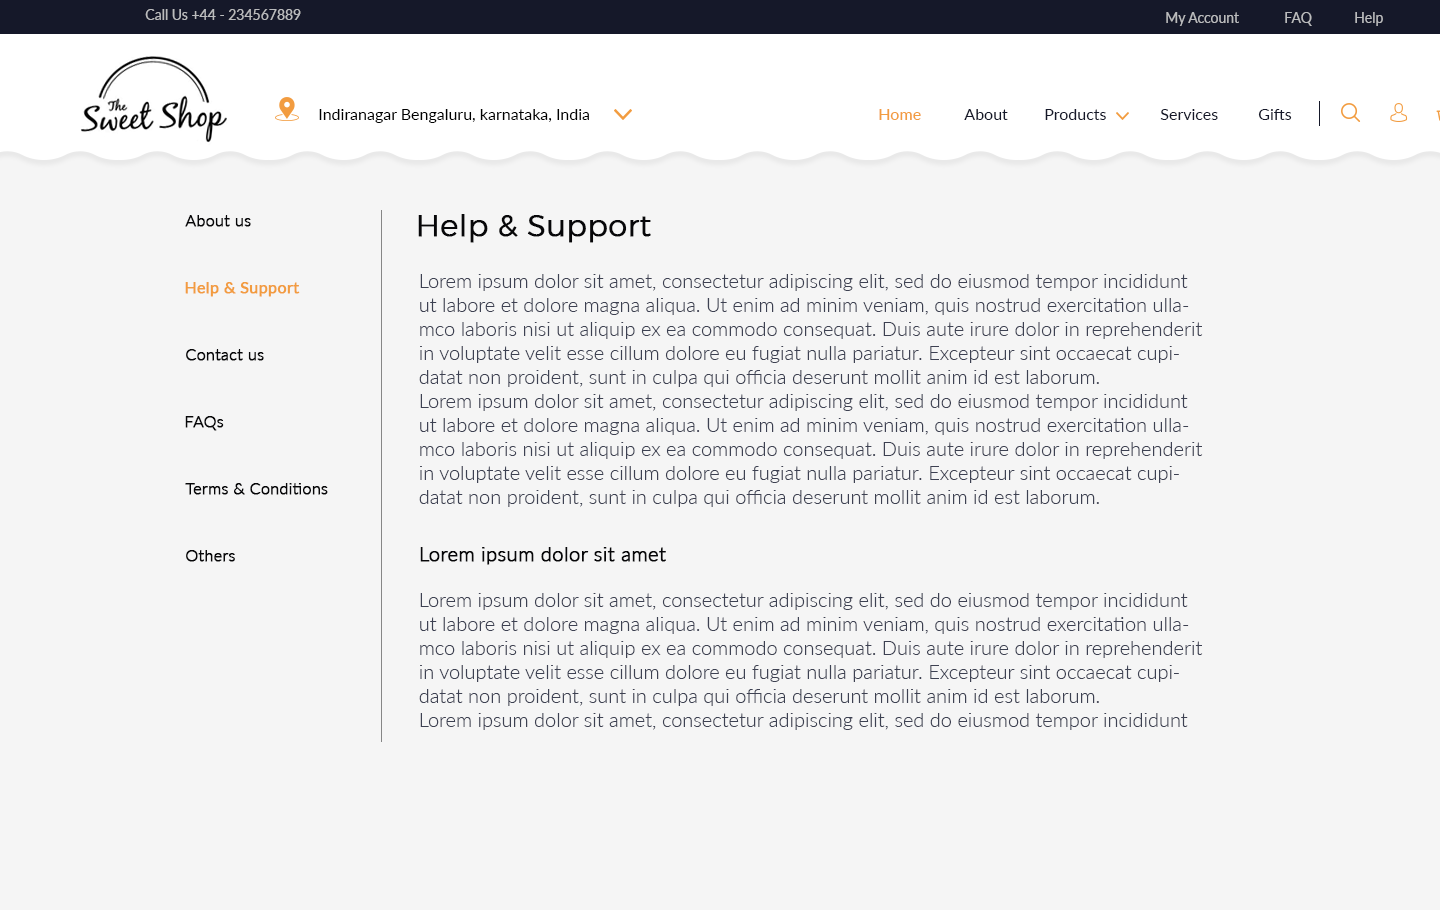 Call Us +44 - 234567889
My Account FAQ Help
The
Sweet Shop
Indiranagar Bengaluru, karnataka, India
Home About Products Services Gifts
About us
Help & Support
Contact us
FAQs
Terms & Conditions
Others
Help & Support
Lorem ipsum dolor sit amet, consectetur adipiscing elit, sed do eiusmod tempor incididunt
ut labore et dolore magna aliqua. Ut enim ad minim veniam, quis nostrud exercitation ulla-
mco laboris nisi ut aliquip ex ea commodo consequat. Duis aute irure dolor in reprehenderit
in voluptate velit esse cillum dolore eu fugiat nulla pariatur. Excepteur sint occaecat cupi-
datat non proident, sunt in culpa qui officia deserunt mollit anim id est laborum.
Lorem ipsum dolor sit amet, consectetur adipiscing elit, sed do eiusmod tempor incididunt
ut labore et dolore magna aliqua. Ut enim ad minim veniam, quis nostrud exercitation ulla-
mco laboris nisi ut aliquip ex ea commodo consequat. Duis aute irure dolor in reprehenderit
in voluptate velit esse cillum dolore eu fugiat nulla pariatur. Excepteur sint occaecat cupi-
datat non proident, sunt in culpa qui officia deserunt mollit anim id est laborum.
Lorem ipsum dolor sit amet
Lorem ipsum dolor sit amet, consectetur adipiscing elit, sed do eiusmod tempor incididunt
ut labore et dolore magna aliqua. Ut enim ad minim veniam, quis nostrud exercitation ulla-
mco laboris nisi ut aliquip ex ea commodo consequat. Duis aute irure dolor in reprehenderit
in voluptate velit esse cillum dolore eu fugiat nulla pariatur. Excepteur sint occaecat cupi-
datat non proident, sunt in culpa qui officia deserunt mollit anim id est laborum.
Lorem ipsum dolor sit amet, consectetur adipiscing elit, sed do eiusmod tempor incididunt